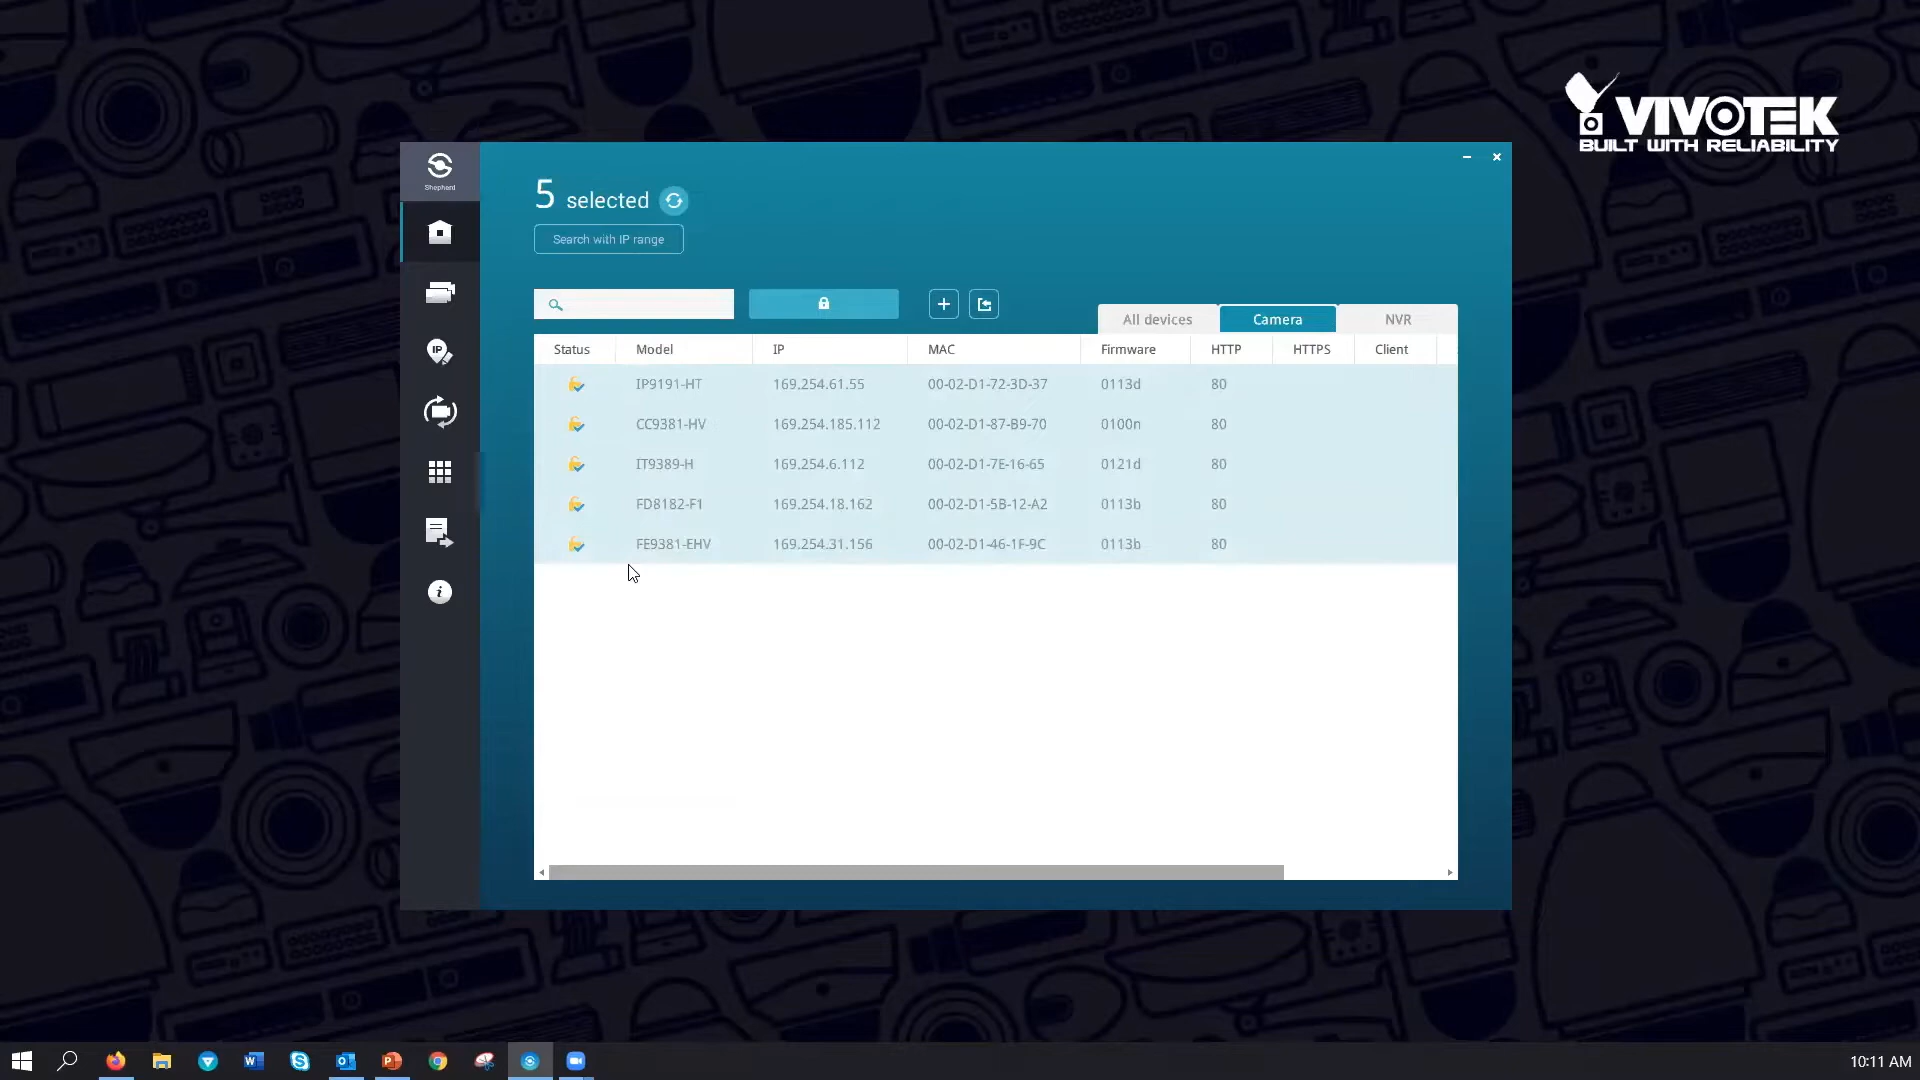 VIVOTEK
BUILT WITH RELIABILITY
Shepherd
5 selected
Search with IP range
All devices Camera NVR
Status Model IP MAC Firmware HTTP HTTPS Client
IP9191-HT 169.254.61.55 00-02-D1-72-3D-37 0113d 80
CC9381-HV 169.254.185.112 00-02-D1-87-B9-70 0100n 80
IT9389-H 169.254.6.112 00-02-D1-7E-16-65 0121d 80
FD8182-F1 169.254.18.162 00-02-D1-5B-12-A2 0113b 80
FE9381-EHV 169.254.31.156 00-02-D1-46-1F-9C 0113b 80
IP
10:11 AM